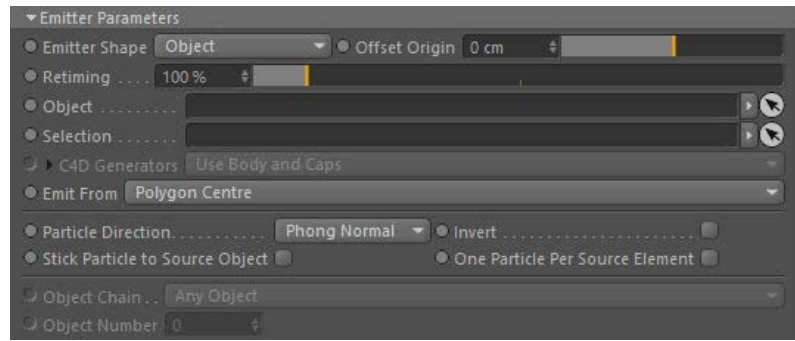 Emitter Parameters
Emitter Shape Object Offset Origin 0 cm
Retiming . . . . 100 %
Object . . . . . . . . .
Selection . . . . . . .
C4D Generators Use Body and Caps
Emit From Polygon Centre
Particle Direction. . . . . . . . . . . Phong Normal Invert . . . . . . . . . . . . . . . . . . . . . . .
Stick Particle to Source Object One Particle Per Source Element
Object Chain . . Any Object
Object Number 0